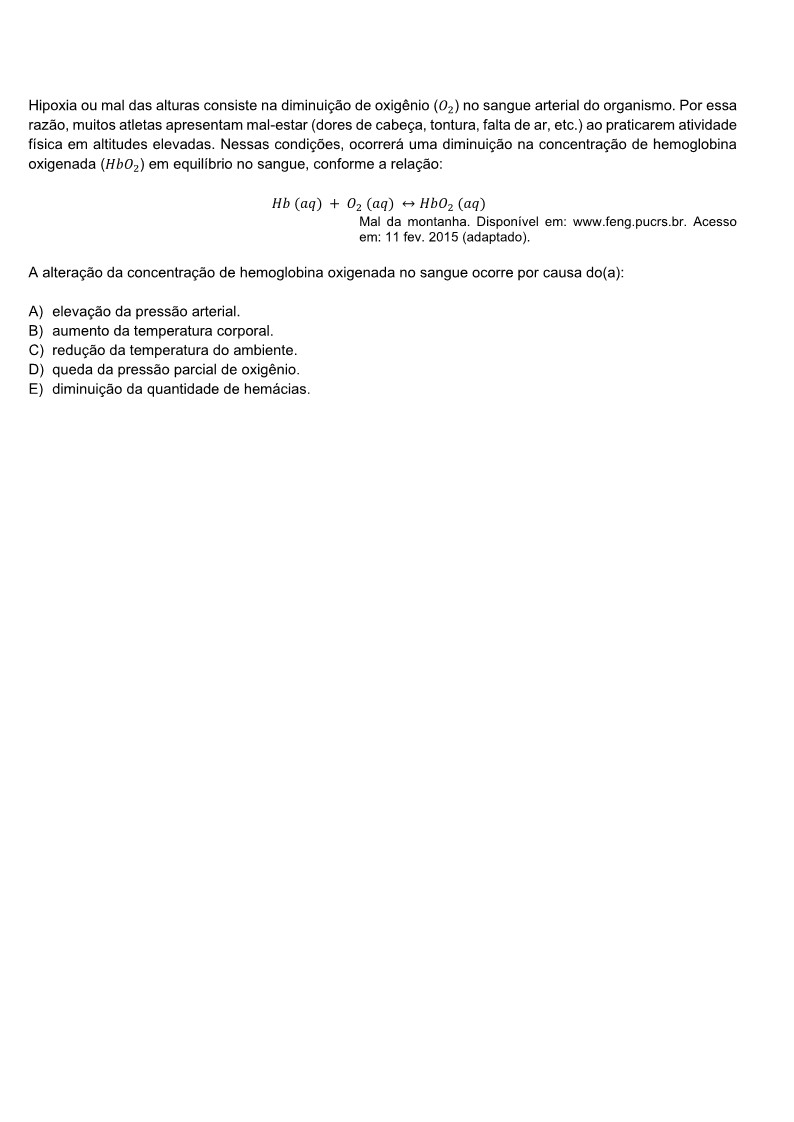 Hipoxia ou mal das alturas consiste na diminuição de oxigênio (𝑂₂) no sangue arterial do organismo. Por essa
razão, muitos atletas apresentam mal-estar (dores de cabeça, tontura, falta de ar, etc.) ao praticarem atividade
física em altitudes elevadas. Nessas condições, ocorrerá uma diminuição na concentração de hemoglobina
oxigenada (𝐻𝑏𝑂₂) em equilíbrio no sangue, conforme a relação:
𝐻𝑏 (𝑎𝑞) + 𝑂₂ (𝑎𝑞) ↔ 𝐻𝑏𝑂₂ (𝑎𝑞)
Mal da montanha. Disponível em: www.feng.pucrs.br. Acesso
em: 11 fev. 2015 (adaptado).
A alteração da concentração de hemoglobina oxigenada no sangue ocorre por causa do(a):
A) elevação da pressão arterial.
B) aumento da temperatura corporal.
C) redução da temperatura do ambiente.
D) queda da pressão parcial de oxigênio.
E) diminuição da quantidade de hemácias.